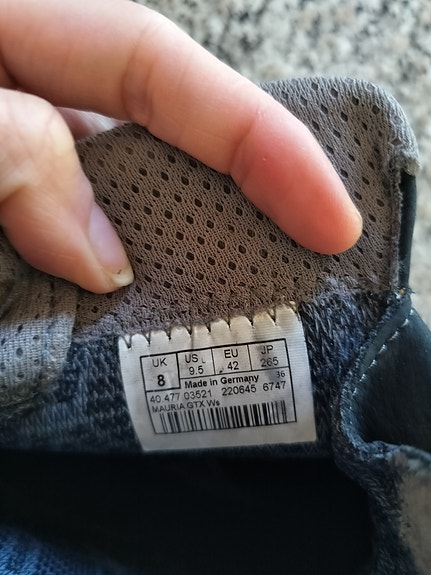 UK US L EU JP
8 9.5 42 265
Made in Germany 36
40 477 03521 220645 6747
MAURIA GTX Ws